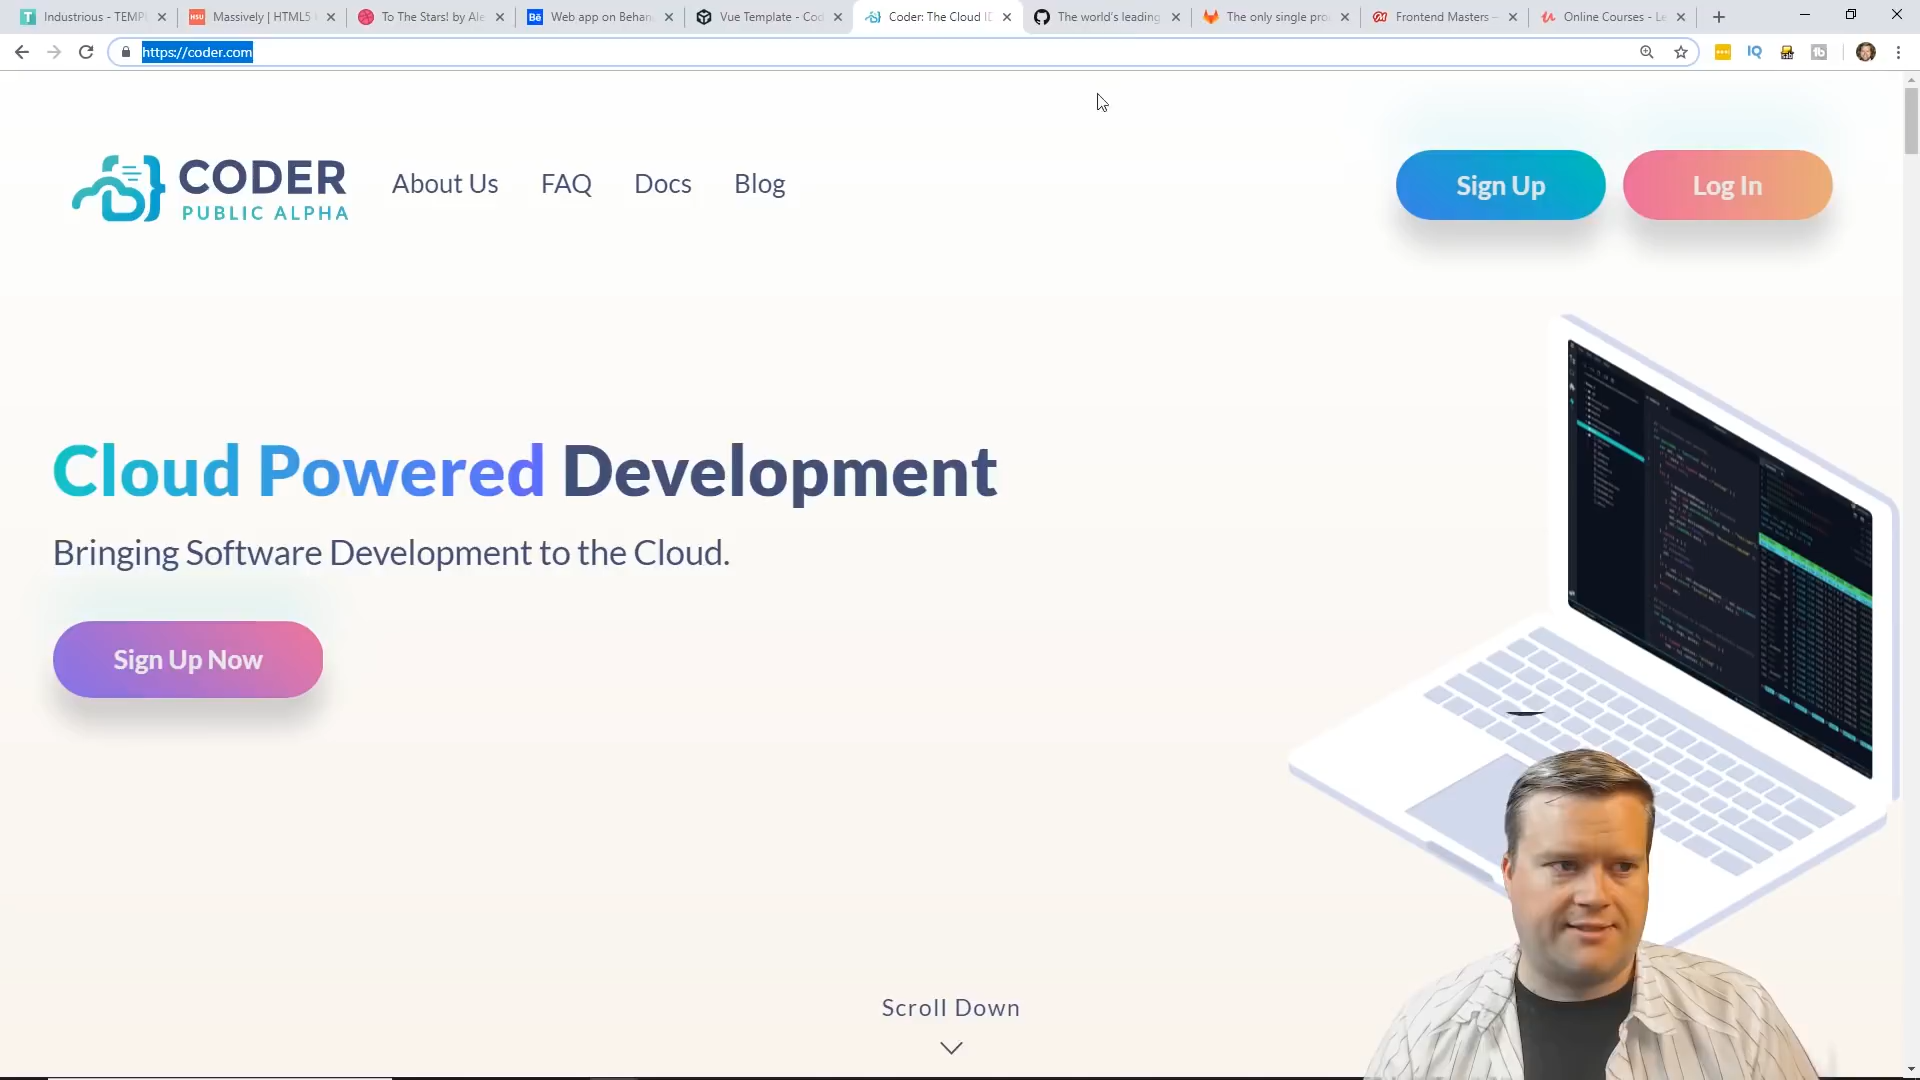 Industrious - TEMPL
Massively | HTML5
To The Stars! by Ale
Web app on Behan
Vue Template - Cod
Coder: The Cloud I
The world's leading
The only single pro
Frontend Masters –
Online Courses - Le
https://coder.com
CODER
PUBLIC ALPHA
About Us
FAQ
Docs
Blog
Sign Up
Log In
Cloud Powered Development
Bringing Software Development to the Cloud.
Sign Up Now
Scroll Down